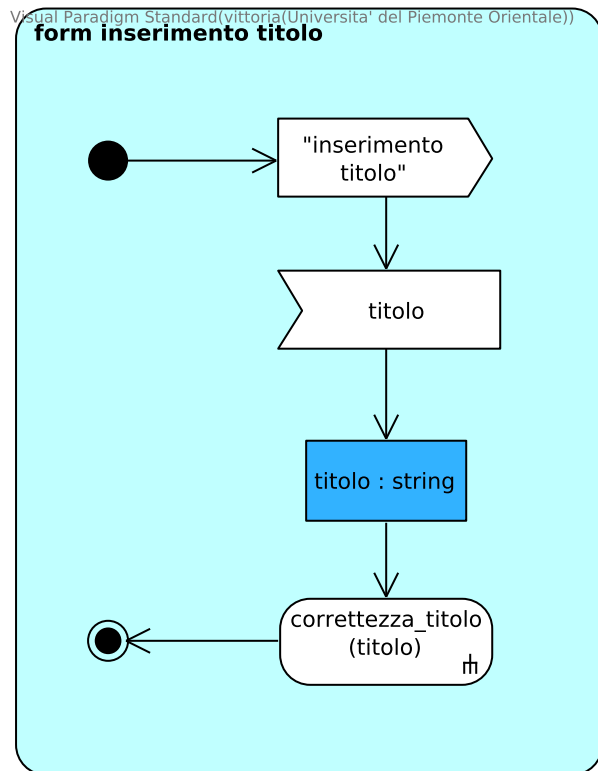 Visual Paradigm Standard(vittoria(Universita' del Piemonte Orientale))
form inserimento titolo
"inserimento
titolo"
titolo
titolo : string
correttezza_titolo
(titolo)